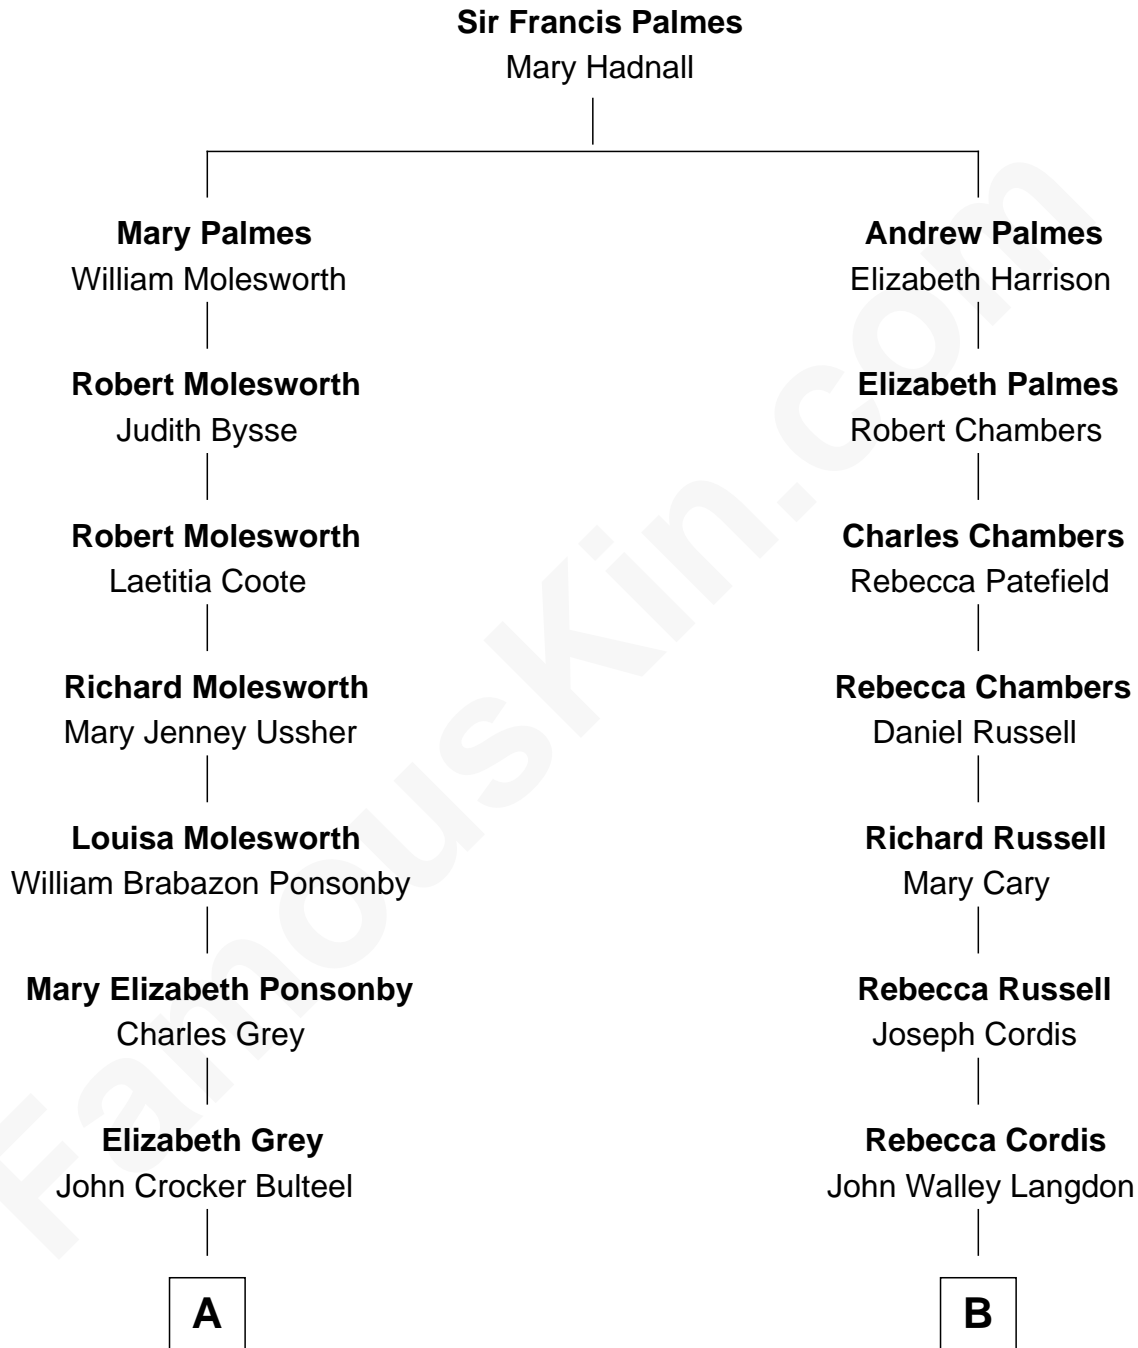 Sir Francis Palmes
Mary Hadnall
Mary Palmes
William Molesworth
Robert Molesworth
Judith Bysse
Robert Molesworth
Laetitia Coote
Richard Molesworth
Mary Jenney Ussher
Louisa Molesworth
William Brabazon Ponsonby
Mary Elizabeth Ponsonby
Charles Grey
Elizabeth Grey
John Crocker Bulteel
A
Andrew Palmes
Elizabeth Harrison
Elizabeth Palmes
Robert Chambers
Charles Chambers
Rebecca Patefield
Rebecca Chambers
Daniel Russell
Richard Russell
Mary Cary
Rebecca Russell
Joseph Cordis
Rebecca Cordis
John Walley Langdon
B
FamousKin.com